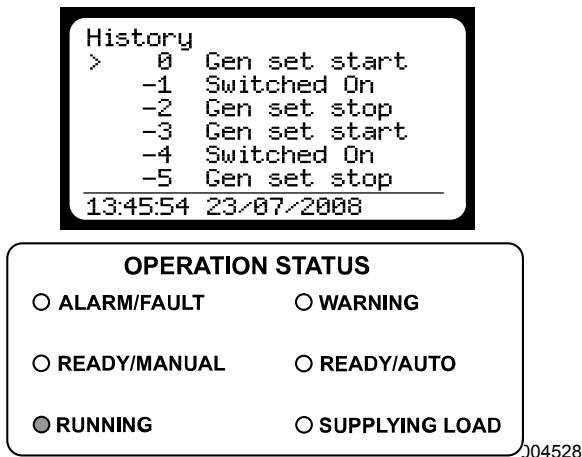 History
> 0 Gen set start
-1 Switched On
-2 Gen set stop
-3 Gen set start
-4 Switched On
-5 Gen set stop
13:45:54 23/07/2008
OPERATION STATUS
ALARM/FAULT WARNING
READY/MANUAL READY/AUTO
RUNNING SUPPLYING LOAD
004528